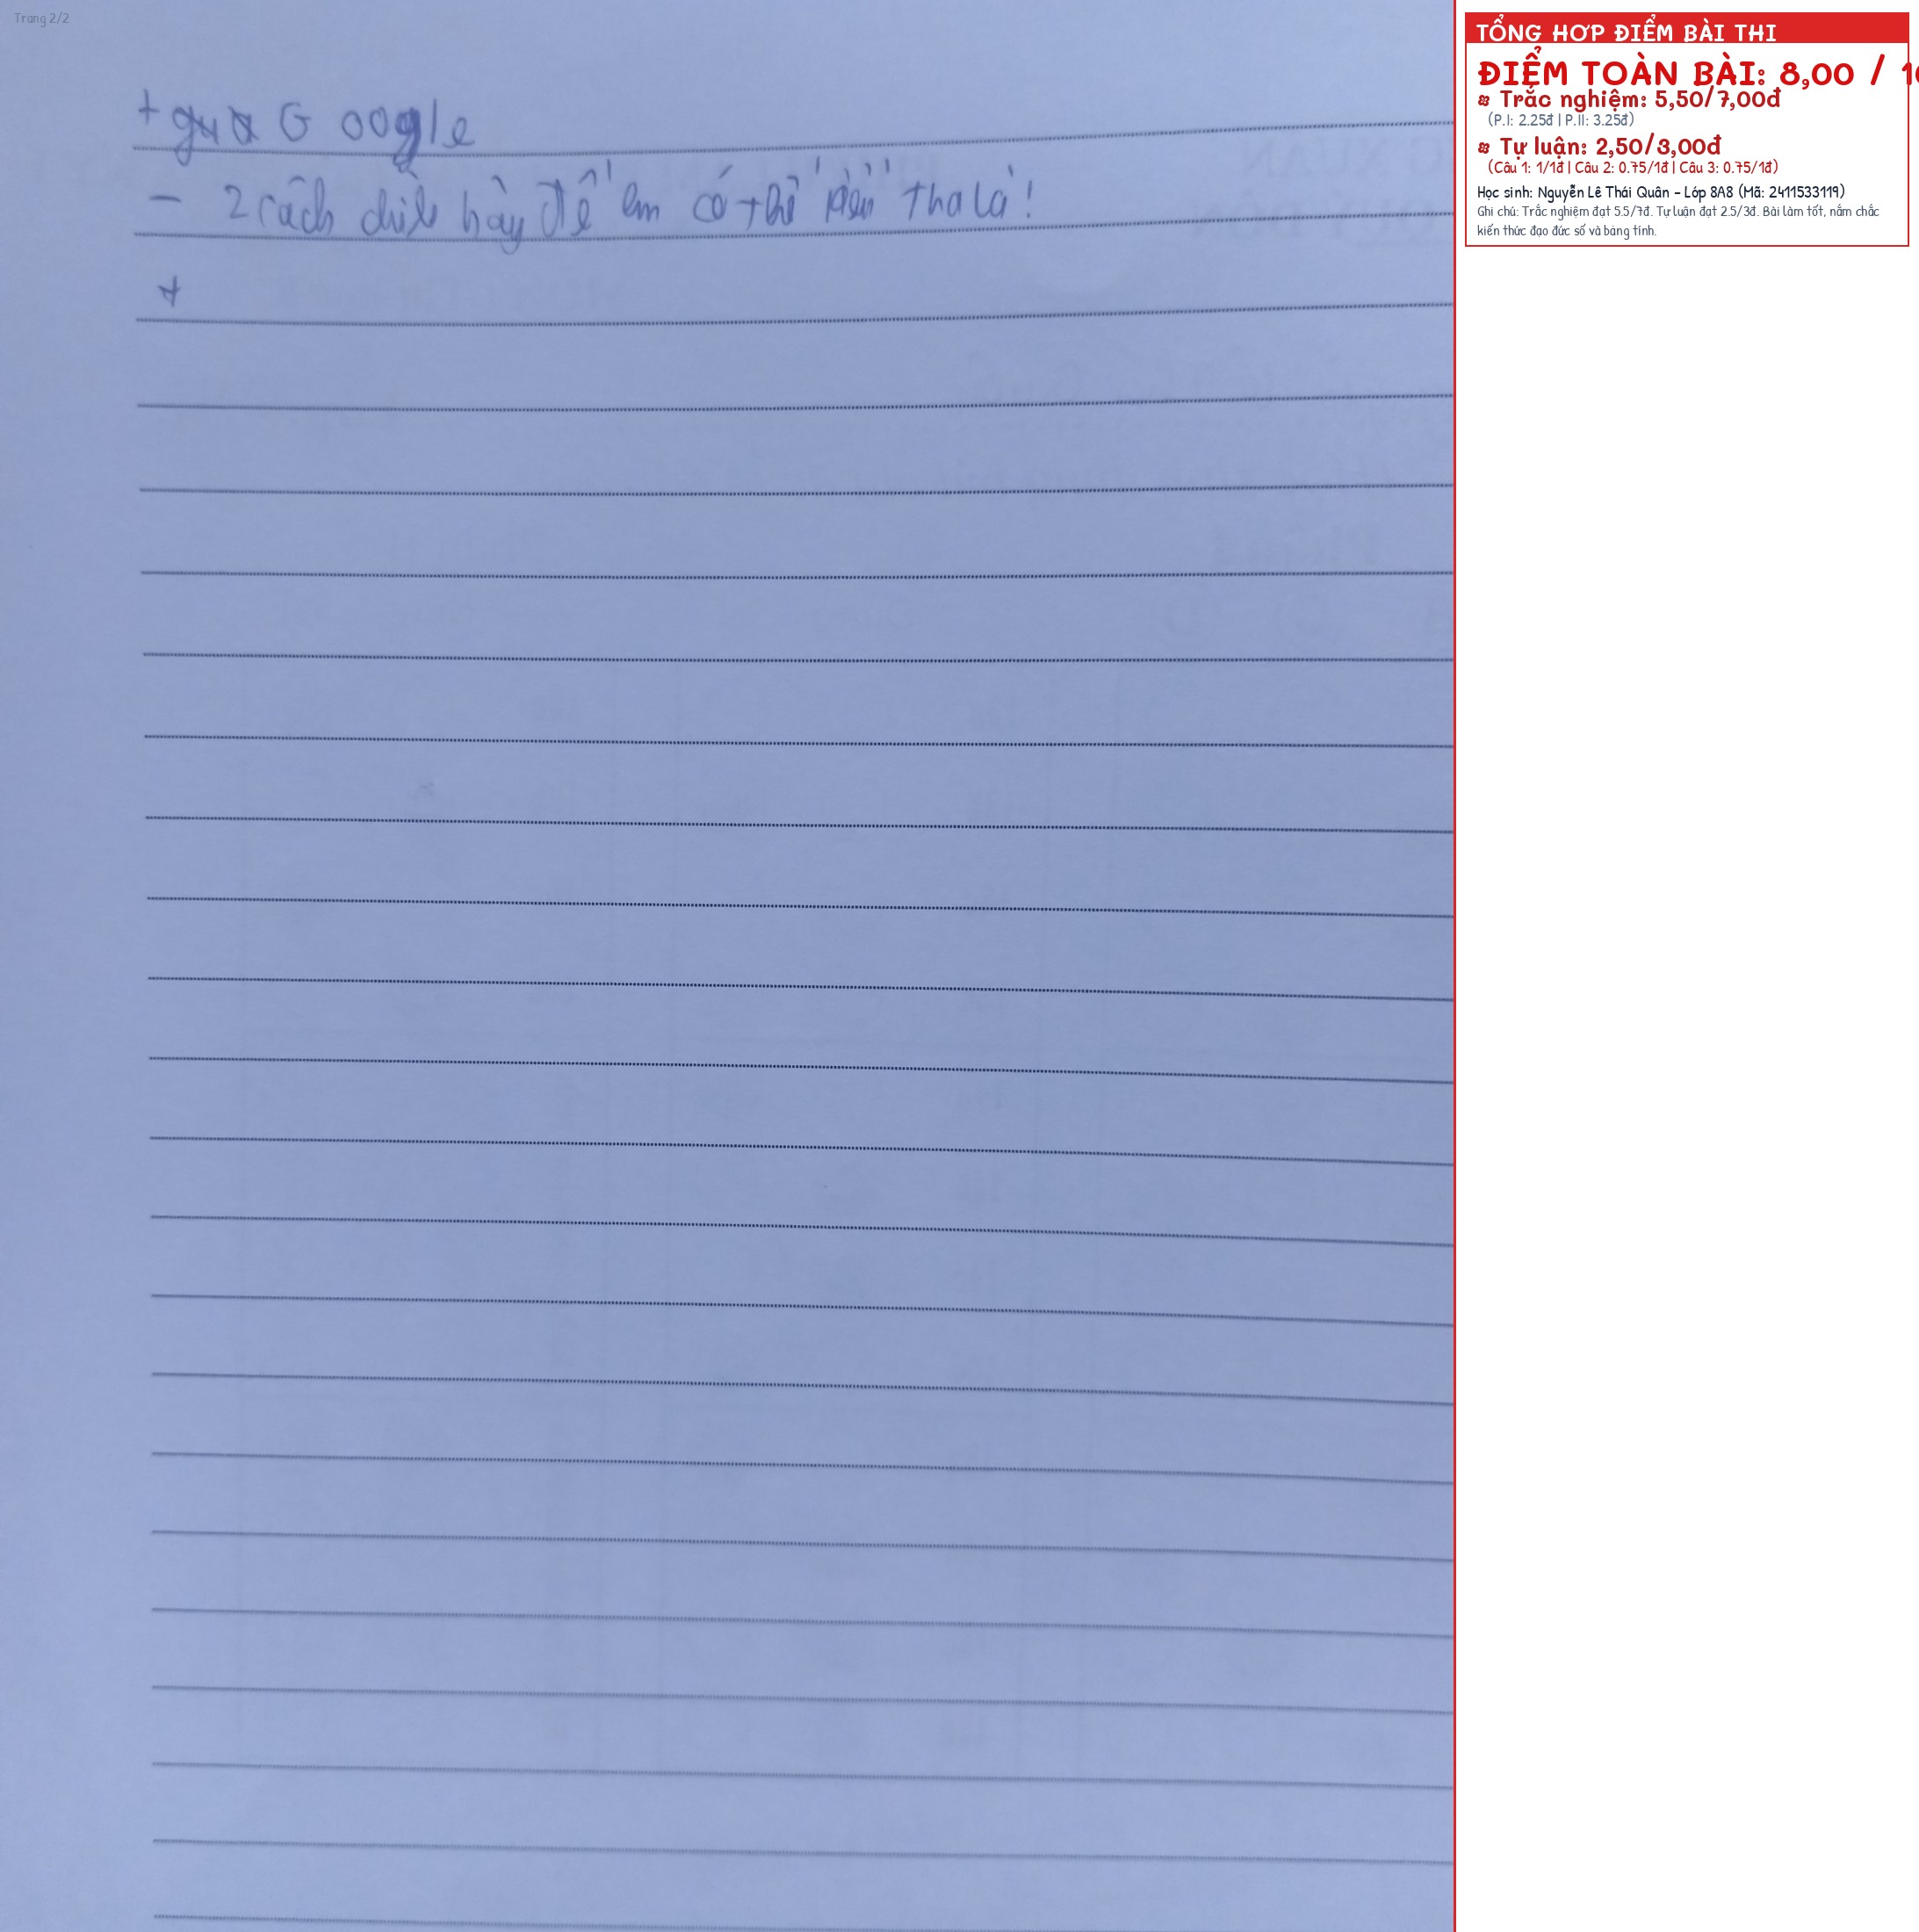 Trang 2/2
+ qua Google
- 2 cách để em có thể là!
+
TỔNG HỢP ĐIỂM BÀI THI
ĐIỂM TOÀN BÀI: 8,00 / 10
Trắc nghiệm: 5,50/7,00đ
(P.I: 2.25đ | P.II: 3.25đ)
Tự luận: 2,50/3,00đ
(Câu 1: 1/1đ | Câu 2: 0.75/1đ | Câu 3: 0.75/1đ)
Học sinh: Nguyễn Lê Thái Quân - Lớp 8A8 (Mã: 2411533119)
Ghi chú: Trắc nghiệm đạt 5.5/7đ. Tự luận đạt 2.5/3đ. Bài làm tốt, nắm chắc
kiến thức đạo đức số và bảng tính.